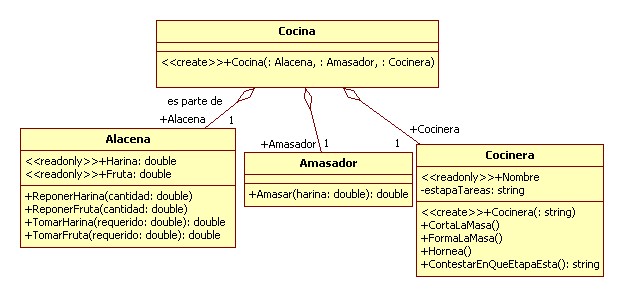 Cocina
<<create>>+Cocina(: Alacena, : Amasador, : Cocinera)
es parte de
+Alacena
1
+Amasador
1
1
+Cocinera
Alacena
<<readonly>>+Harina: double
<<readonly>>+Fruta: double
+ReponerHarina(cantidad: double)
+ReponerFruta(cantidad: double)
+TomarHarina(requerido: double): double
+TomarFruta(requerido: double): double
Amasador
+Amasar(harina: double): double
Cocinera
<<readonly>>+Nombre
-estapaTareas: string
<<create>>+Cocinera(: string)
+CortaLaMasa()
+FormaLaMasa()
+Hornea()
+ContestarEnQueEtapaEsta(): string